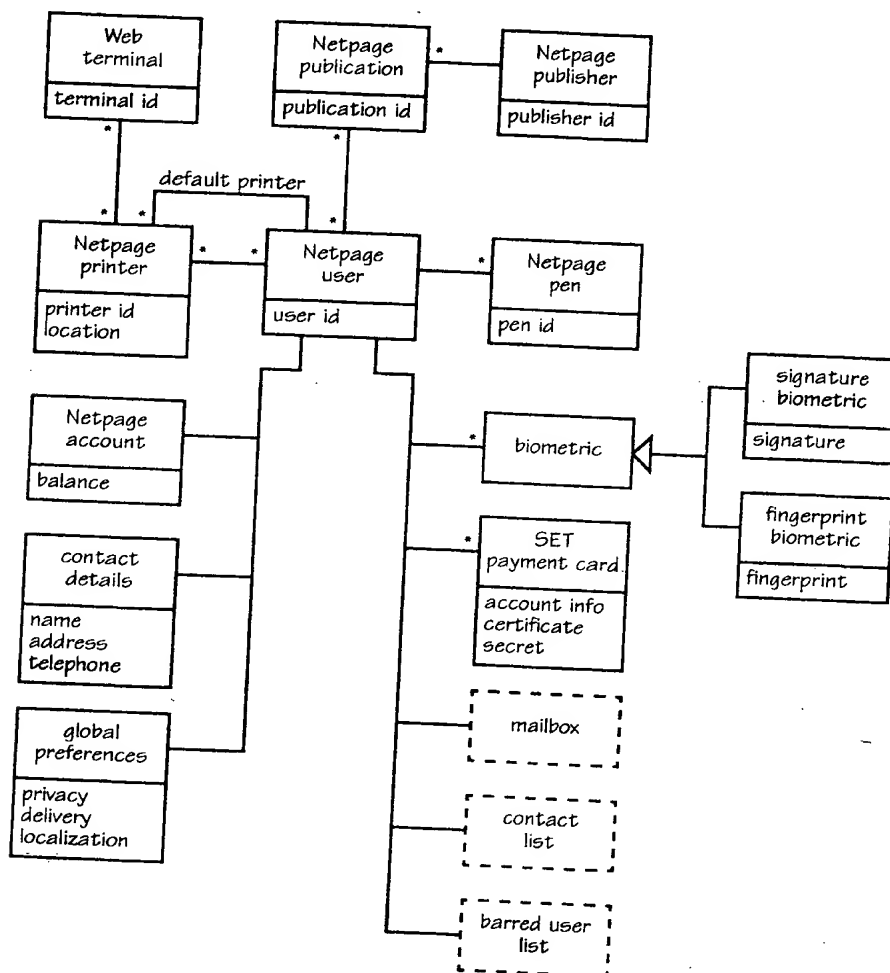 Web
terminal
terminal id
Netpage
publication
publication id
*
Netpage
publisher
publisher id
*
*
default printer
*
*
*
Netpage
printer
printer id
location
*
*
Netpage
user
user id
*
Netpage
pen
pen id
Netpage
account
balance
*
biometric
signature
biometric
signature
fingerprint
biometric
fingerprint
contact
details
name
address
telephone
*
SET
payment card
account info
certificate
secret
global
preferences
privacy
delivery
localization
mailbox
contact
list
barred user
list